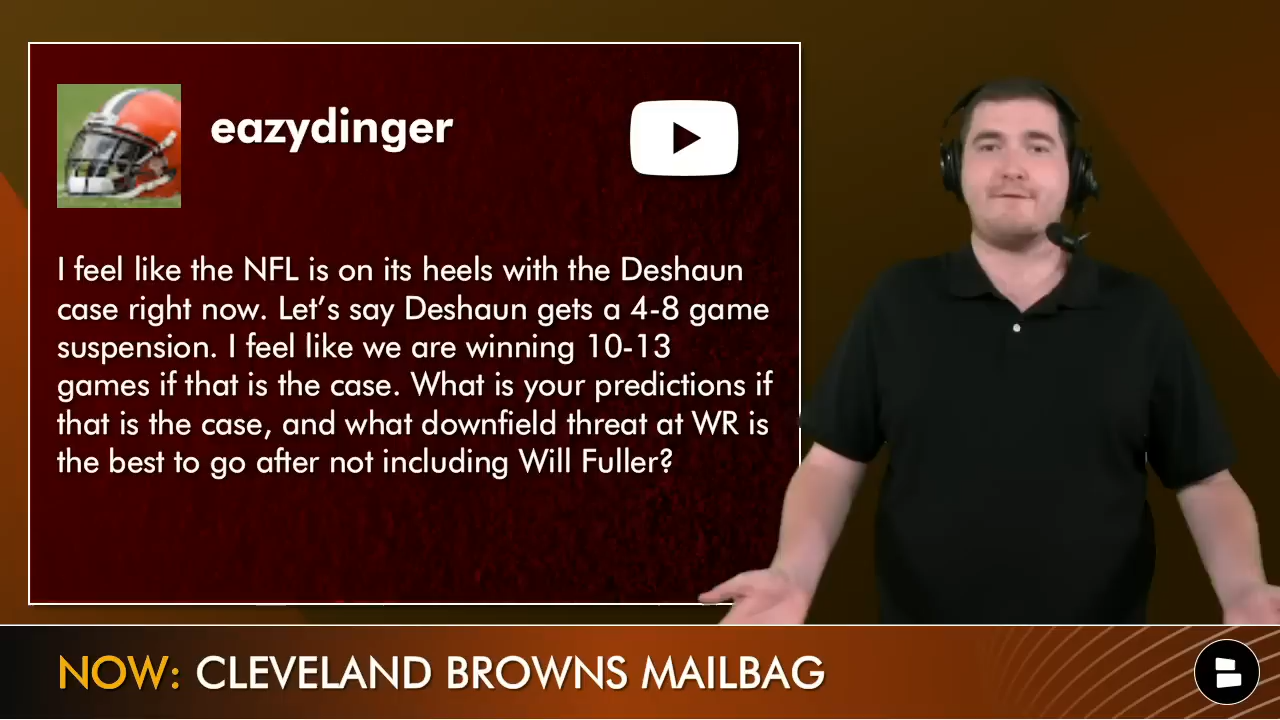 eazydinger
I feel like the NFL is on its heels with the Deshaun
case right now. Let’s say Deshaun gets a 4-8 game
suspension. I feel like we are winning 10-13
games if that is the case. What is your predictions if
that is the case, and what downfield threat at WR is
the best to go after not including Will Fuller?
NOW: CLEVELAND BROWNS MAILBAG